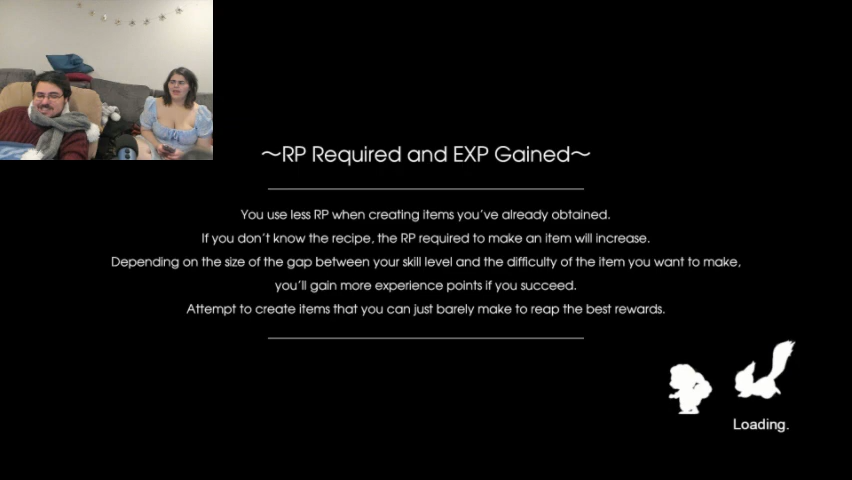 ～RP Required and EXP Gained～
You use less RP when creating items you've already obtained.
If you don't know the recipe, the RP required to make an item will increase.
Depending on the size of the gap between your skill level and the difficulty of the item you want to make,
you'll gain more experience points if you succeed.
Attempt to create items that you can just barely make to reap the best rewards.
Loading.